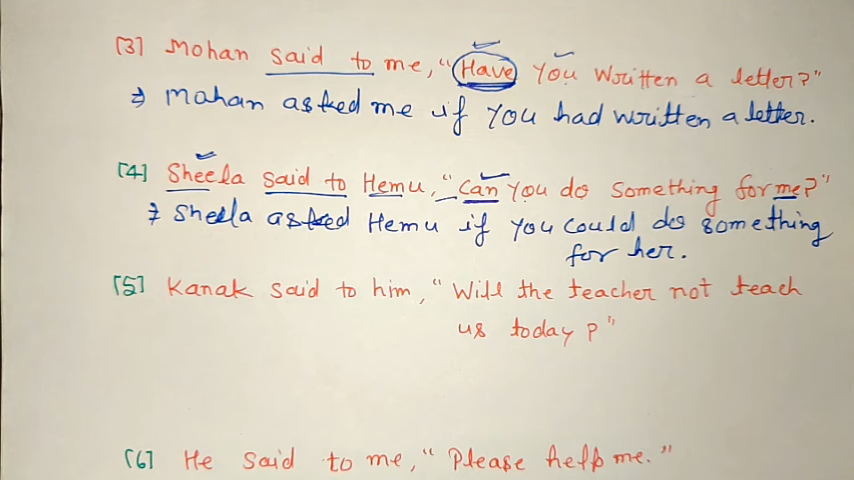 [3] Mohan said to me, "Have you written a letter?"
⇒ Mohan asked me if you had written a letter.
[4] Sheela said to Hemu, "Can you do something for me?"
⇒ Sheela asked Hemu if you could do something
for her.
[5] Kanak said to him, "Will the teacher not teach
us today?"
[6] He said to me, "Please help me."